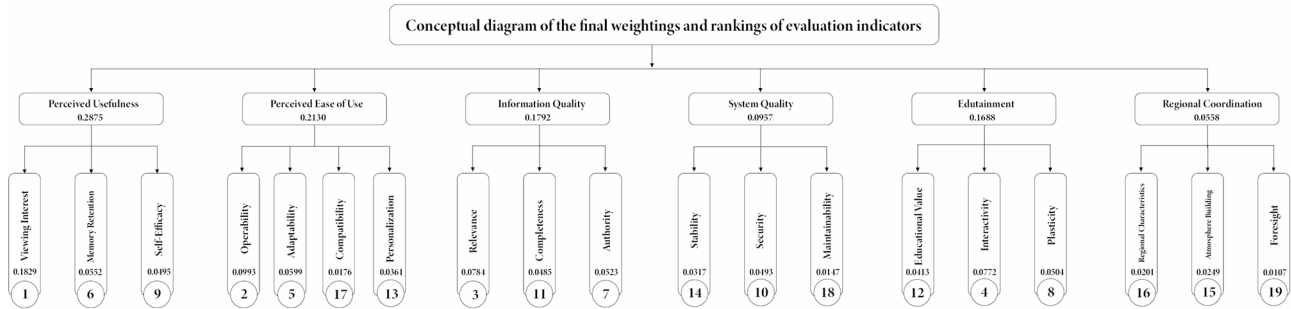 Conceptual diagram of the final weightings and rankings of evaluation indicators
Perceived Usefulness
0.2875
Perceived Ease of Use
0.2130
Information Quality
0.1792
System Quality
0.0957
Edutainment
0.1688
Regional Coordination
0.0558
Viewing Interest
0.1829
1
Memory Retention
0.0552
6
Self-Efficacy
0.0495
9
Operability
0.0993
2
Adaptability
0.0599
5
Compatibility
0.0176
17
Personalization
0.0361
13
Relevance
0.0784
3
Completeness
0.0485
11
Authority
0.0523
7
Stability
0.0317
14
Security
0.0493
10
Maintainability
0.0147
18
Educational Value
0.0413
12
Interactivity
0.0772
4
Plasticity
0.0504
8
Regional Characteristics
0.0201
16
Atmosphere Building
0.0249
15
Foresight
0.0107
19